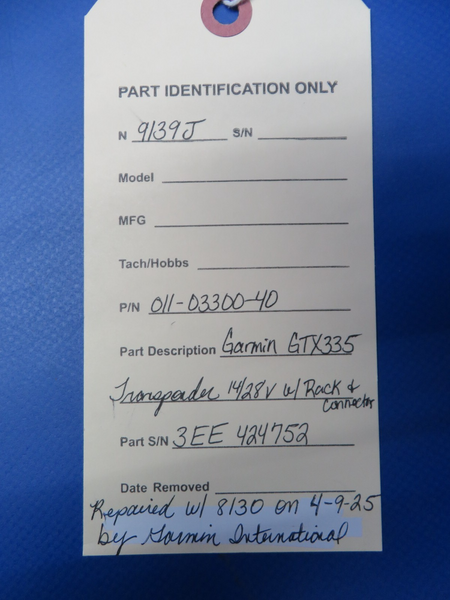 PART IDENTIFICATION ONLY
N 9139J S/N
Model
MFG
Tach/Hobbs
P/N 011-03300-40
Part Description Garmin GTX335
Transponder 14/28V w/ Rack &
Connector
Part S/N 3EE 424752
Date Removed
Repaired w/ 8130 on 4-9-25
by Garmin International